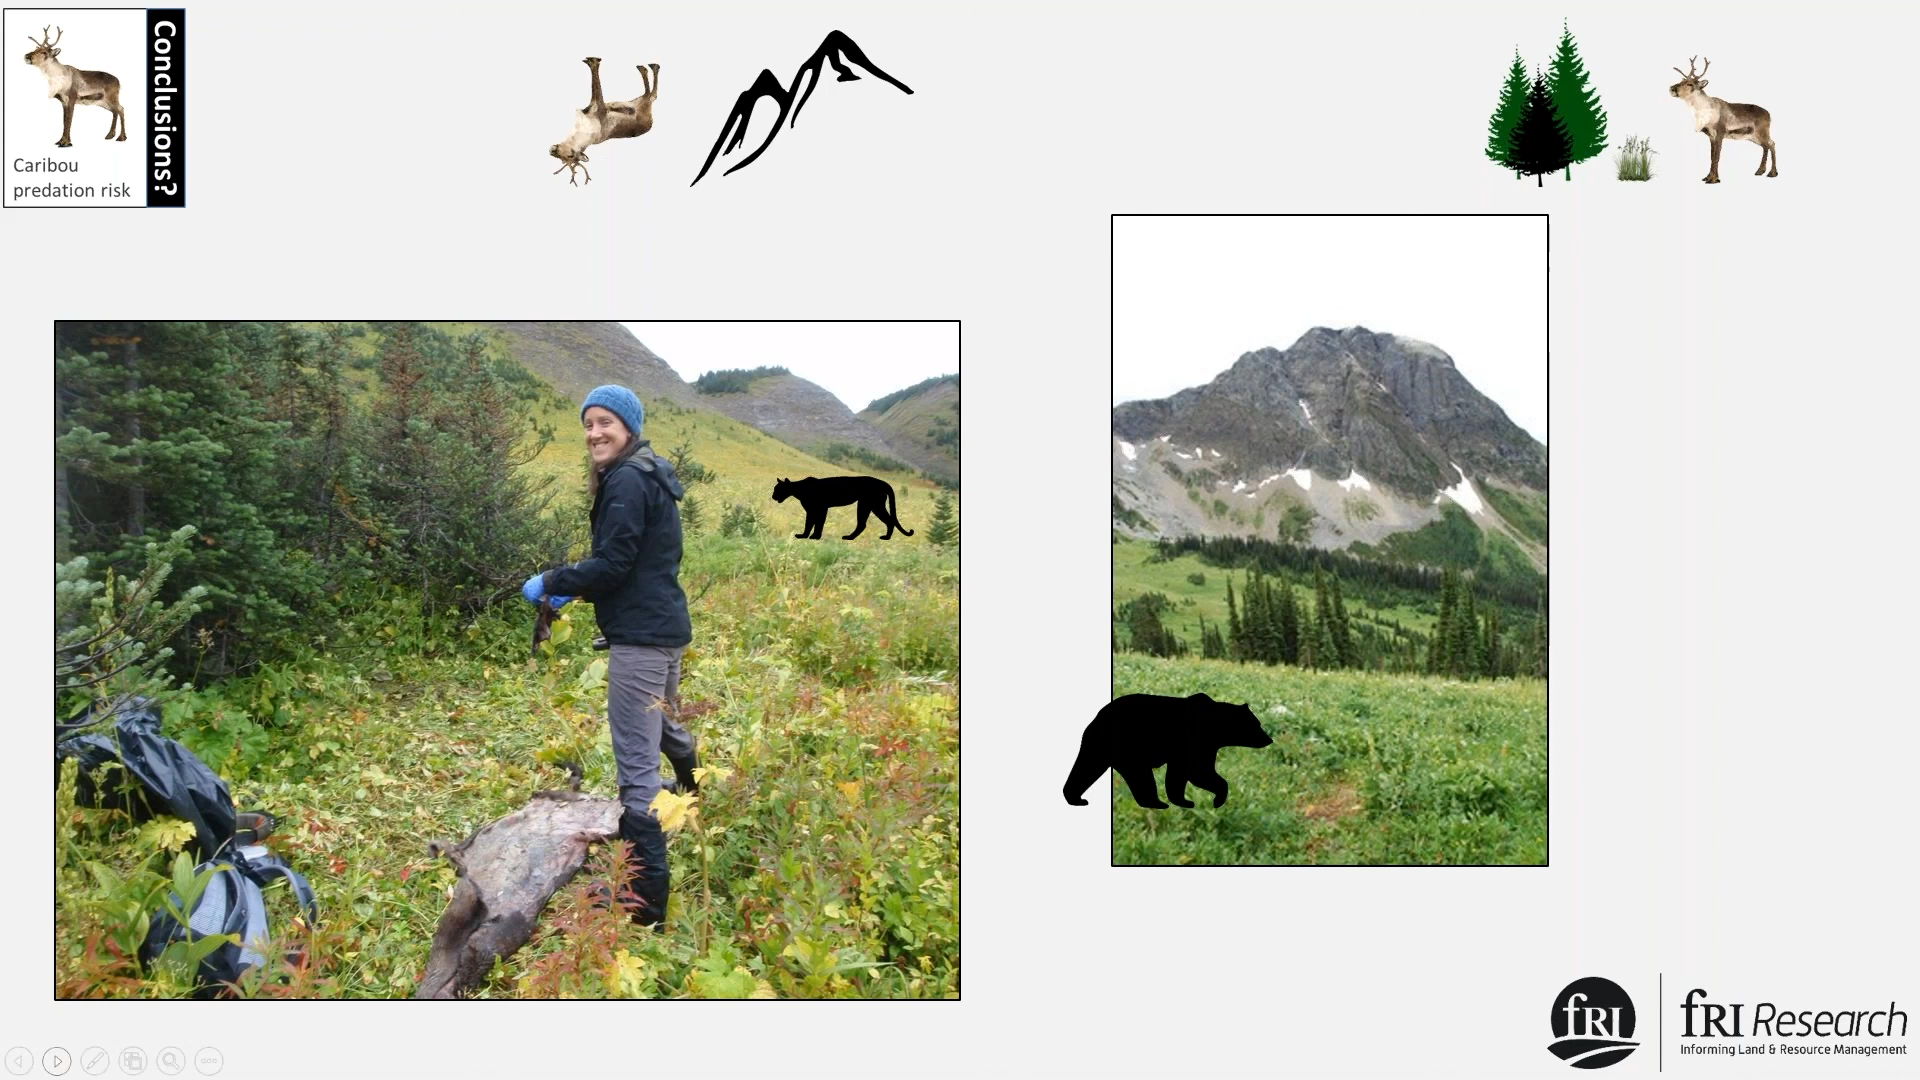 Conclusions?
Caribou
predation risk
fRI
fRI Research
Informing Land & Resource Management